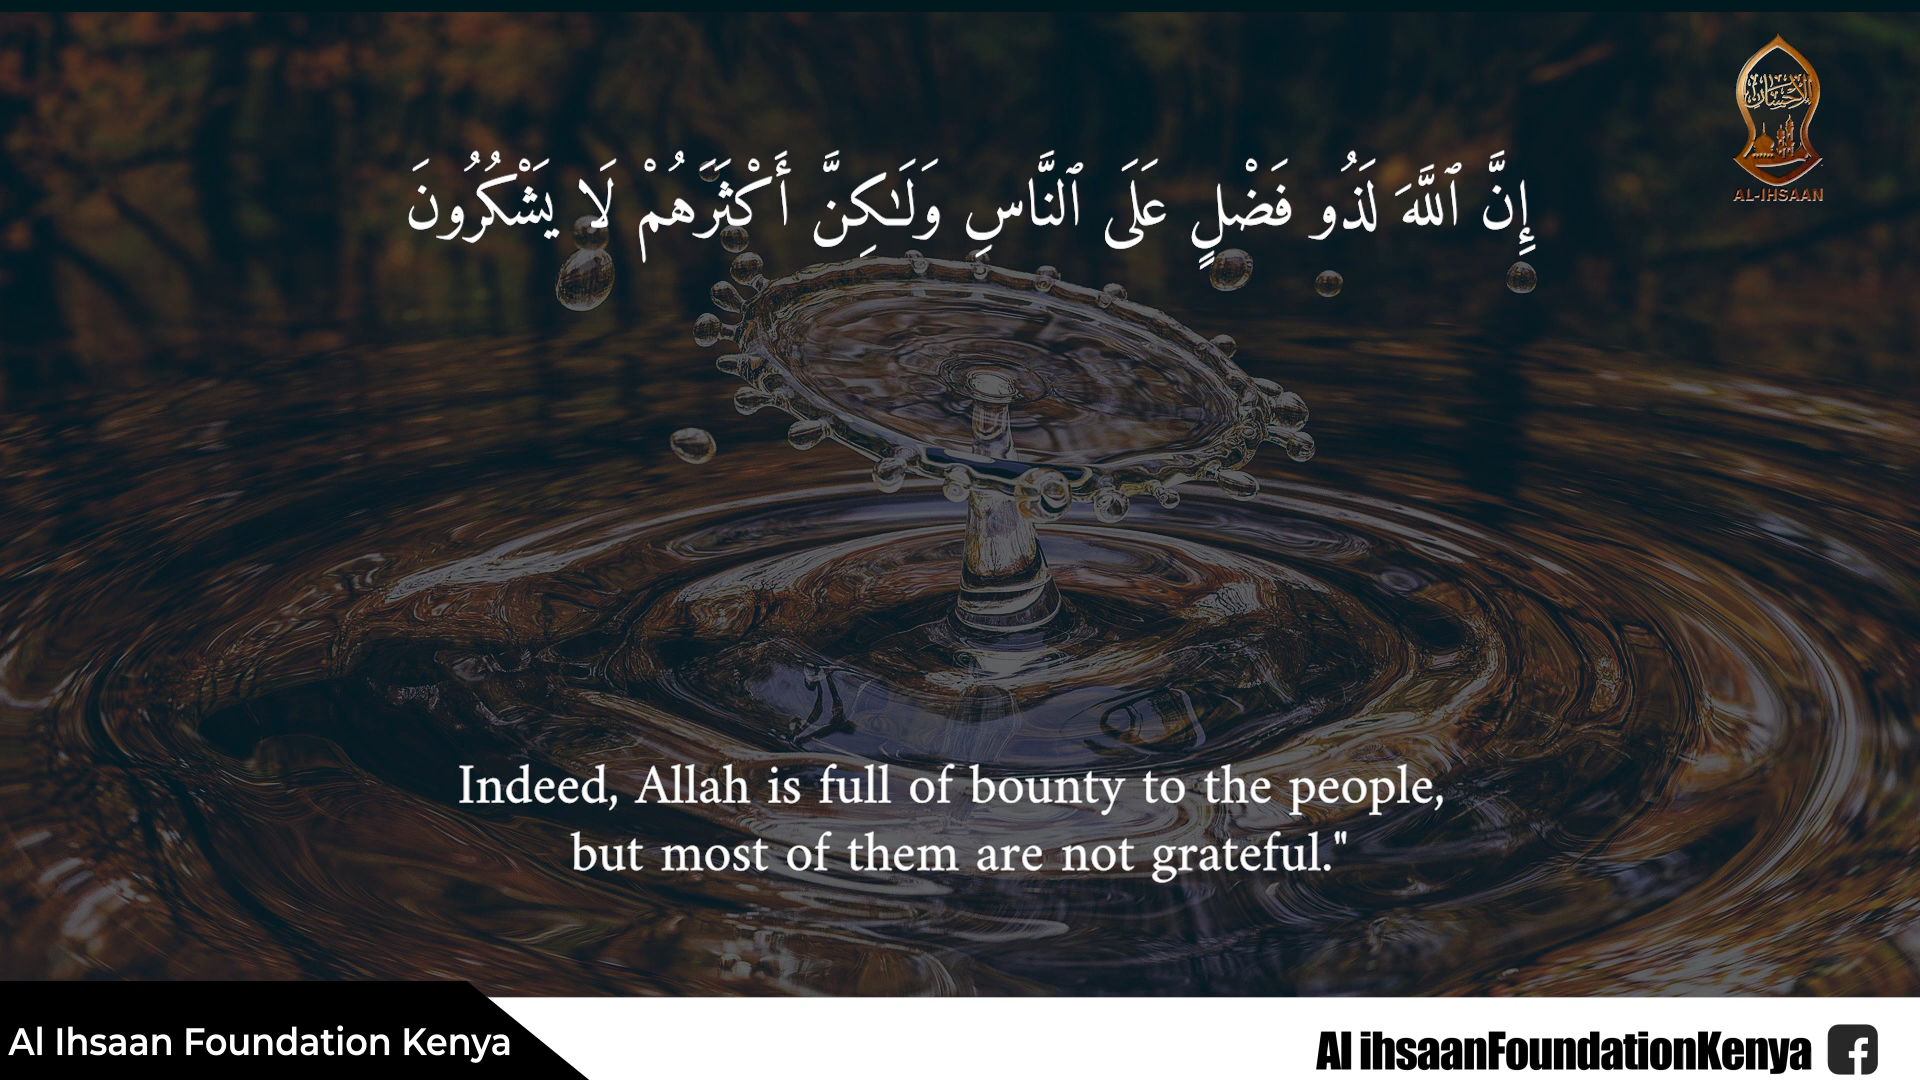 إِنَّ ٱللَّهَ لَذُو فَضْلٍ عَلَى ٱلنَّاسِ وَلَـٰكِنَّ أَكْثَرَهُمْ لَا يَشْكُرُونَ
الإحسان
AL-IHSAAN
Indeed, Allah is full of bounty to the people,
but most of them are not grateful."
Al Ihsaan Foundation Kenya
Al ihsaanFoundationKenya